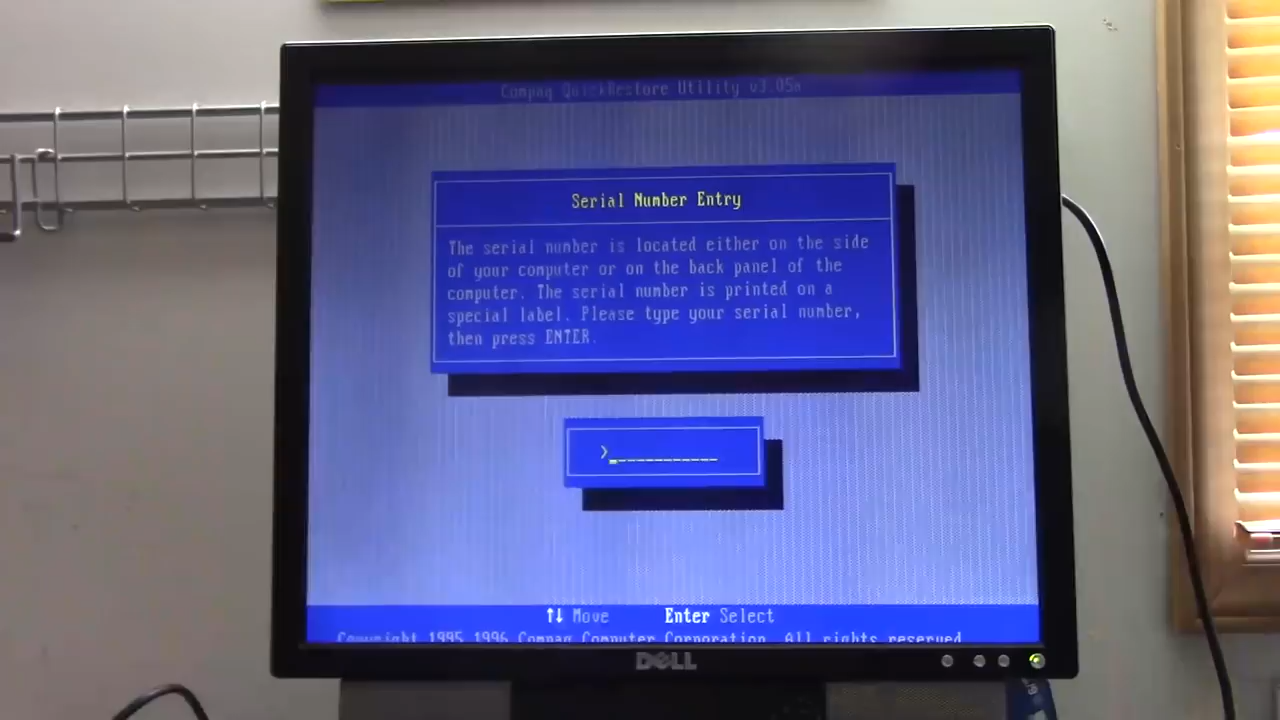 Compaq QuickRestore Utility v3.05a
Serial Number Entry
The serial number is located either on the side
of your computer or on the back panel of the
computer. The serial number is printed on a
special label. Please type your serial number,
then press ENTER.
>____________
↑↓ Move Enter Select
Copyright 1995,1996 Compaq Computer Corporation. All rights reserved.
DELL